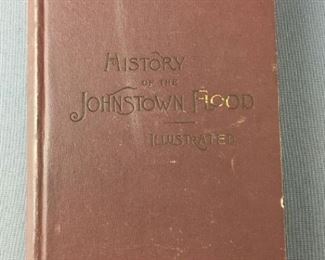 HISTORY
OF THE
JOHNSTOWN FLOOD
ILLUSTRATED